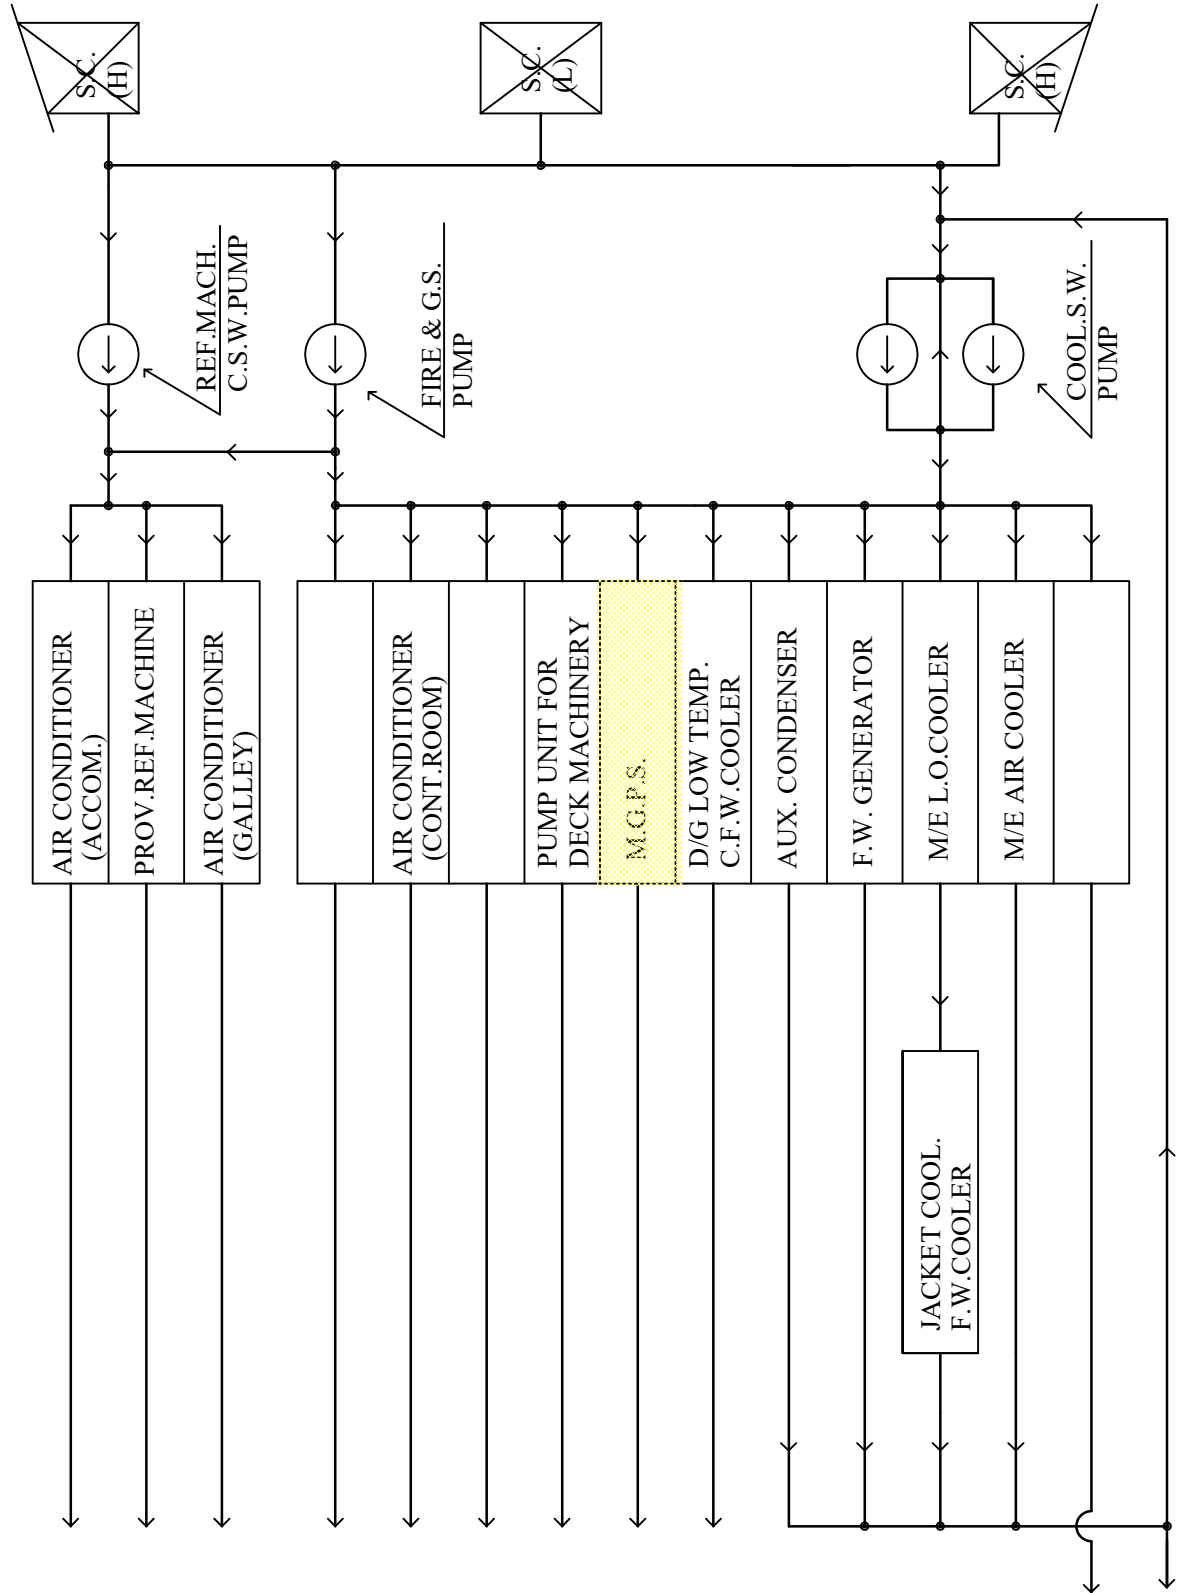 S.C.
(H)
S.C.
(L)
S.C.
(H)
REF.MACH.
C.S.W.PUMP
FIRE & G.S.
PUMP
COOL.S.W.
PUMP
AIR CONDITIONER
(ACCOM.)
PROV.REF.MACHINE
AIR CONDITIONER
(GALLEY)
AIR CONDITIONER
(CONT.ROOM)
PUMP UNIT FOR
DECK MACHINERY
M.G.P.S.
D/G LOW TEMP.
C.F.W.COOLER
AUX. CONDENSER
F.W. GENERATOR
M/E L.O.COOLER
M/E AIR COOLER
JACKET COOL.
F.W.COOLER